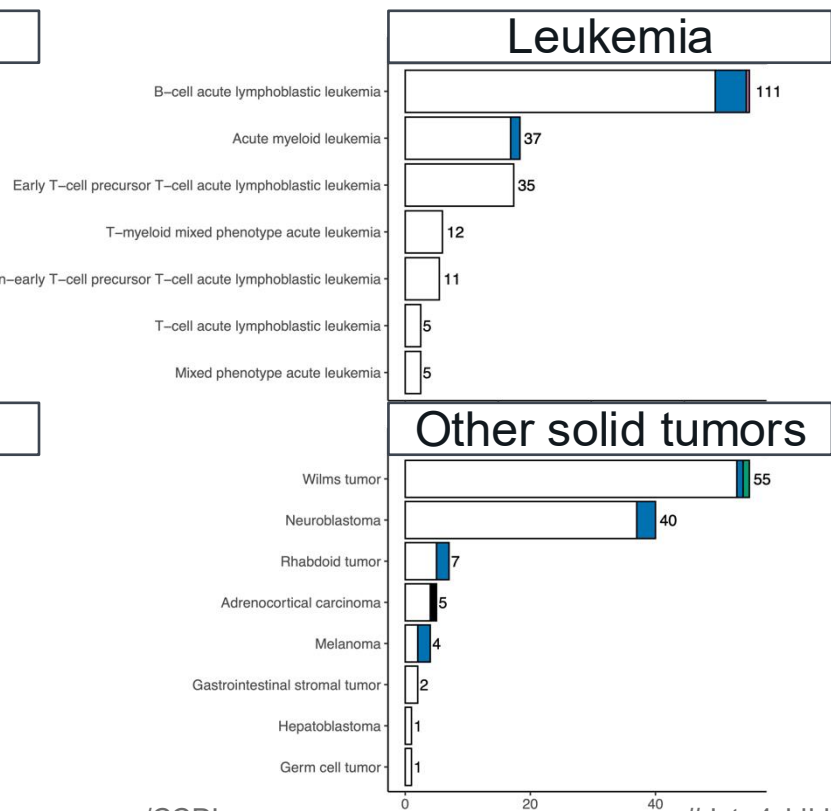 Leukemia
B-cell acute lymphoblastic leukemia 111
Acute myeloid leukemia 37
Early T-cell precursor T-cell acute lymphoblastic leukemia 35
T-myeloid mixed phenotype acute leukemia 12
n-early T-cell precursor T-cell acute lymphoblastic leukemia 11
T-cell acute lymphoblastic leukemia 5
Mixed phenotype acute leukemia 5
Other solid tumors
Wilms tumor 55
Neuroblastoma 40
Rhabdoid tumor 7
Adrenocortical carcinoma 5
Melanoma 4
Gastrointestinal stromal tumor 2
Hepatoblastoma 1
Germ cell tumor 1
0 20 40